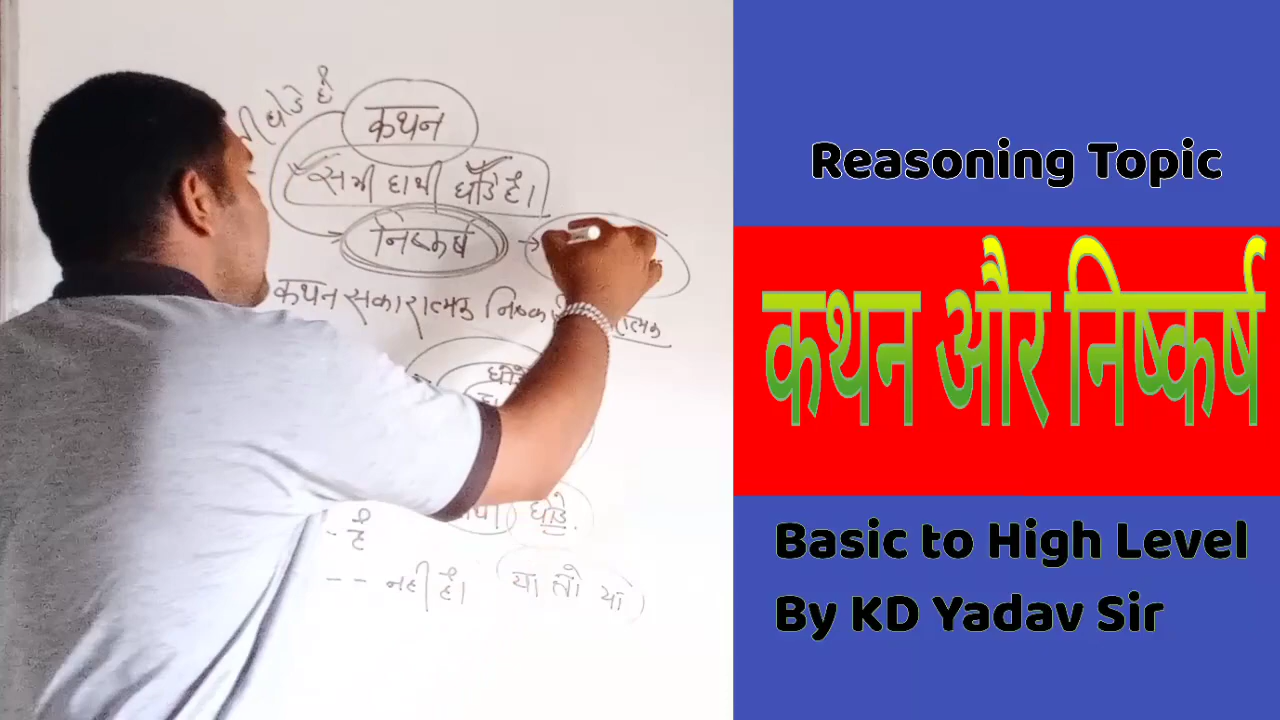 कथन
सभी हाथी घोड़े हैं।
निष्कर्ष
कथन सकारात्मक
घोड़े
- है
-- नहीं है। या तो या
Reasoning Topic
कथन और निष्कर्ष
Basic to High Level
By KD Yadav Sir